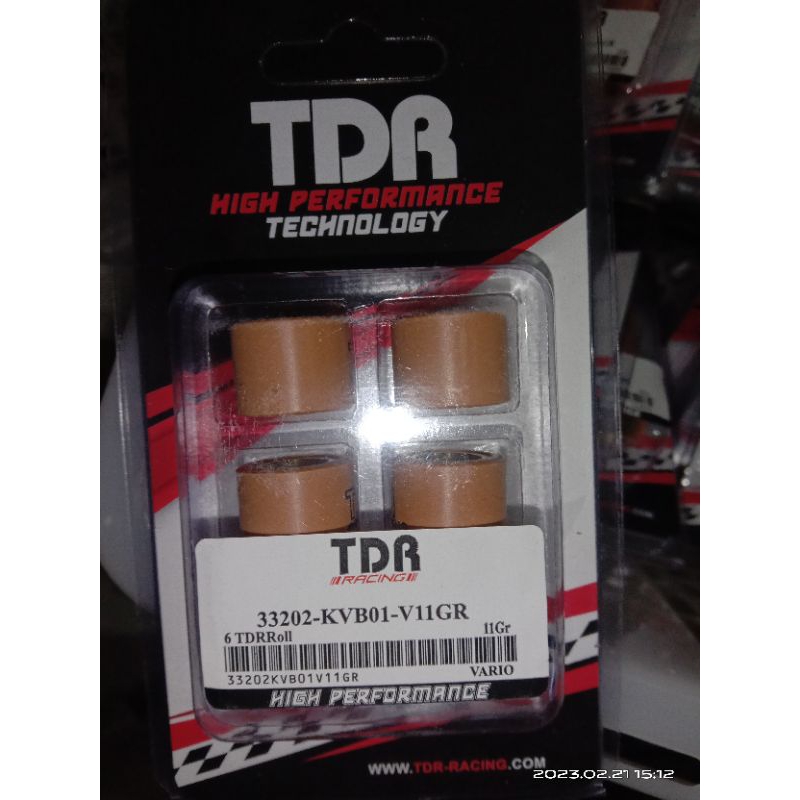 TDR
HIGH PERFORMANCE
TECHNOLOGY
TDR
RACING
33202-KVB01-V11GR
6 TDRRoll 11Gr
33202KVB01V11GR VARIO
HIGH PERFORMANCE
WWW.TDR-RACING.COM
2023.02.21 15:12